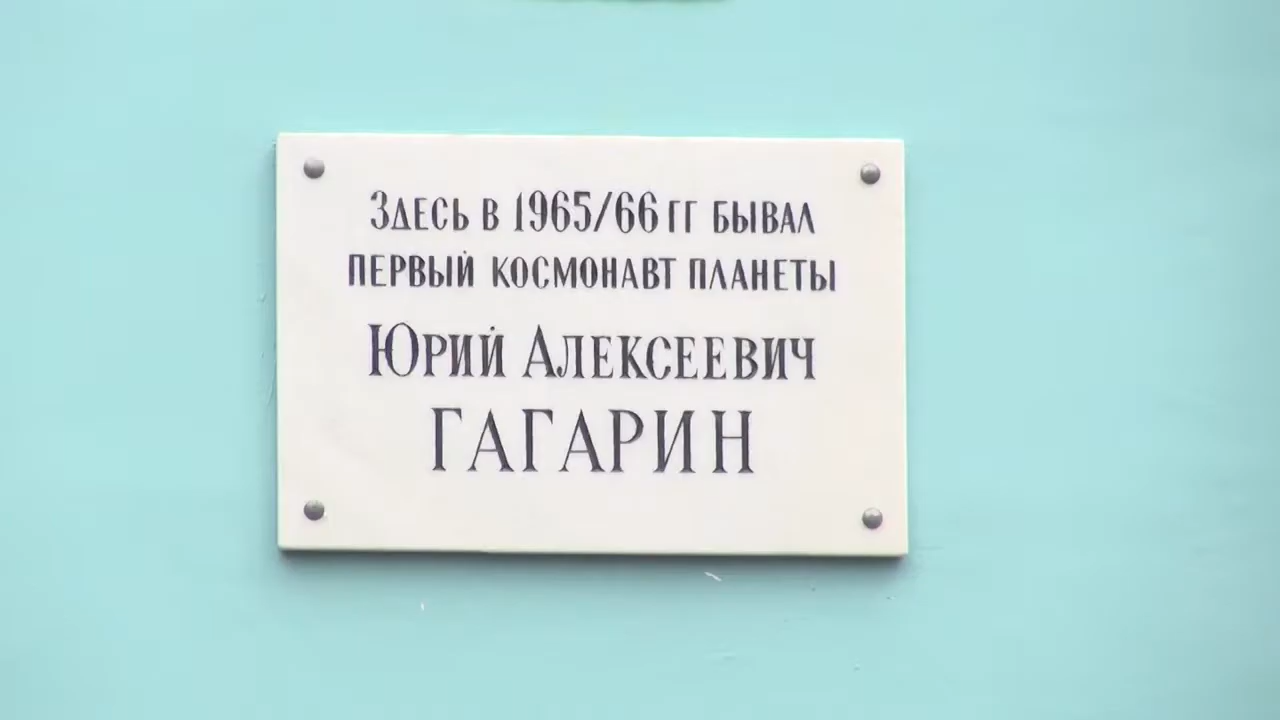 Здесь в 1965/66 гг бывал
первый космонавт планеты
Юрий Алексеевич
ГАГАРИН